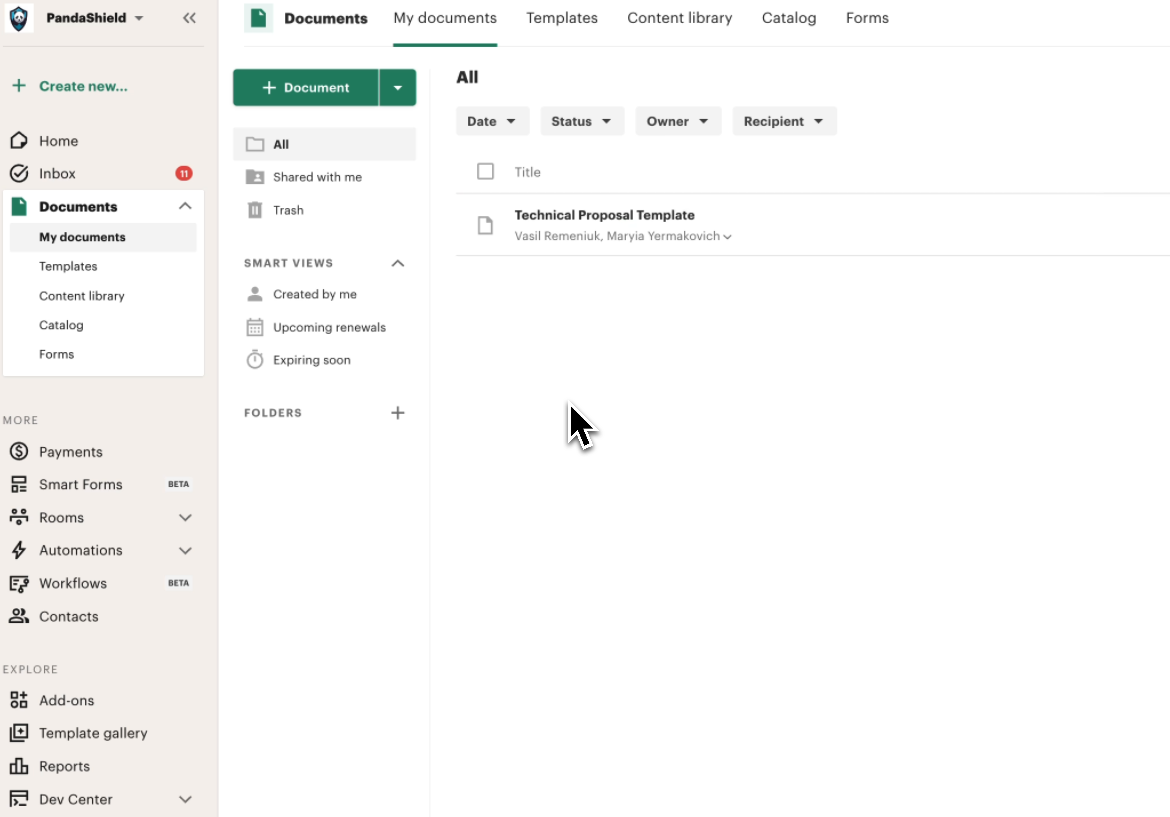 PandaShield
Create new...
Home
Inbox 11
Documents
My documents
Templates
Content library
Catalog
Forms
MORE
Payments
Smart Forms BETA
Rooms
Automations
Workflows BETA
Contacts
EXPLORE
Add-ons
Template gallery
Reports
Dev Center
Documents My documents Templates Content library Catalog Forms
Document
All
Shared with me
Trash
SMART VIEWS
Created by me
Upcoming renewals
Expiring soon
FOLDERS
All
Date Status Owner Recipient
Title
Technical Proposal Template
Vasil Remeniuk, Maryia Yermakovich